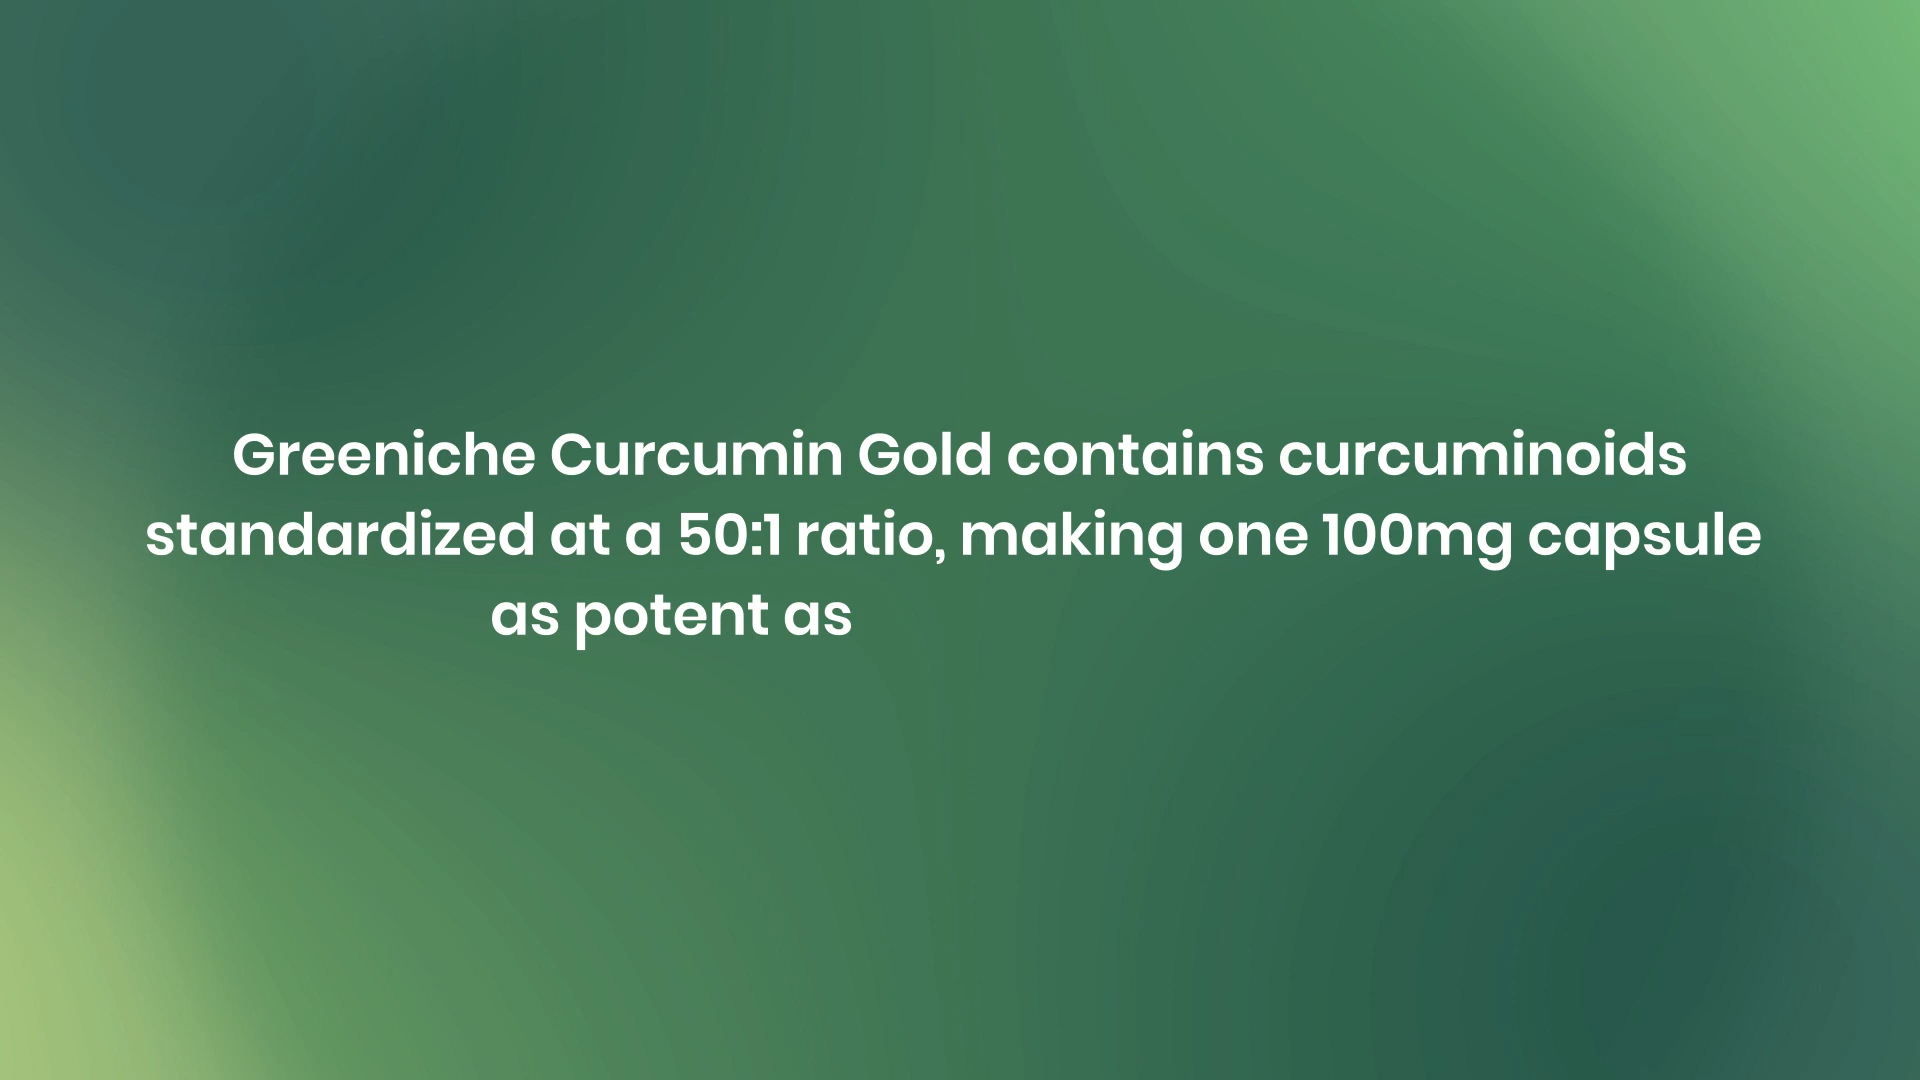 Greeniche Curcumin Gold contains curcuminoids
standardized at a 50:1 ratio, making one 100mg capsule
as potent as